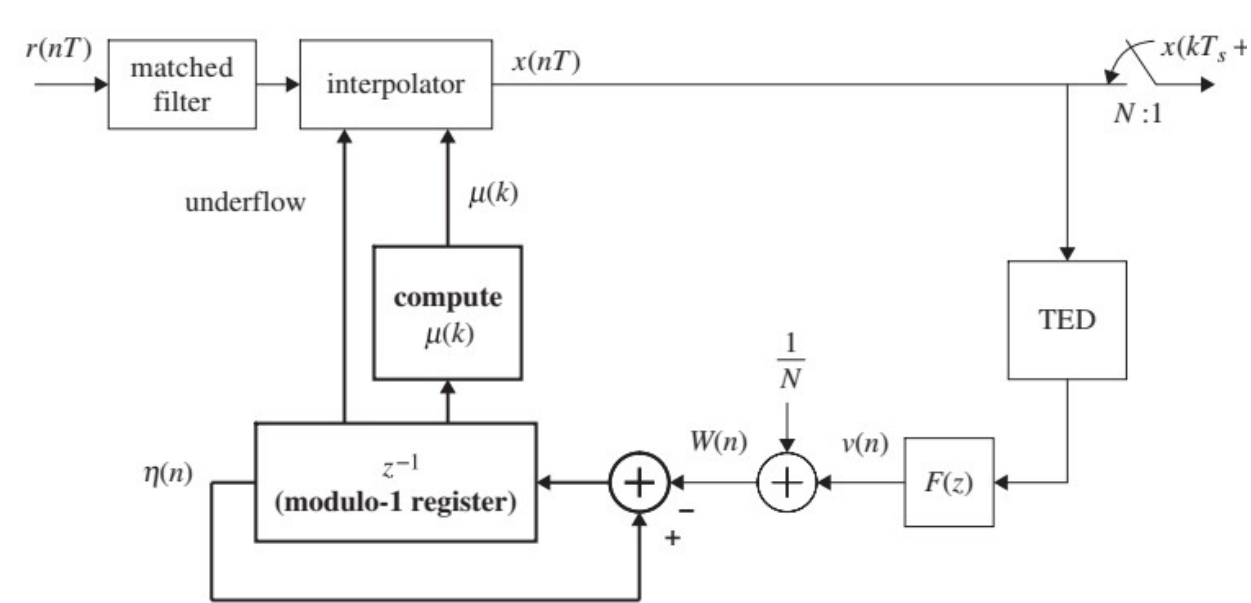 r(nT)
matched
filter
interpolator
x(nT)
x(kT_s +
N :1
underflow
μ(k)
compute
μ(k)
TED
1
N
W(n)
v(n)
F(z)
η(n)
z^{-1}
(modulo-1 register)
+
−
+
+